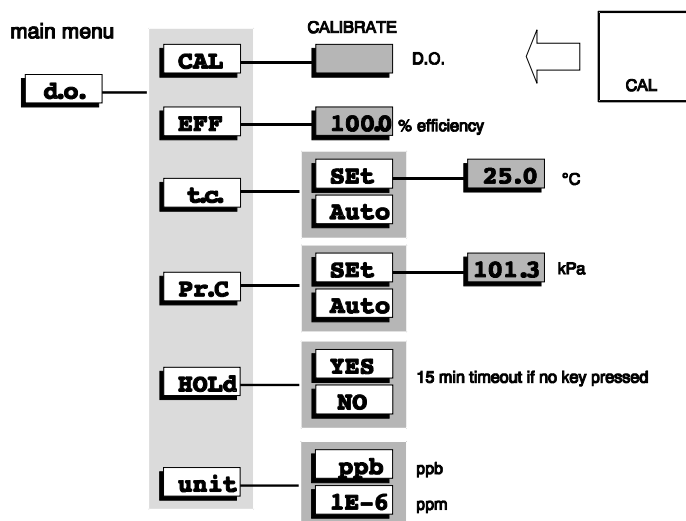 main menu
CALIBRATE
CAL
D.O.
CAL
d.o.
EFF
100.0 % efficiency
t.c.
SEt
25.0 °C
Auto
Pr.C
SEt
101.3 kPa
Auto
HOLd
YES
15 min timeout if no key pressed
NO
unit
ppb ppb
1E-6 ppm